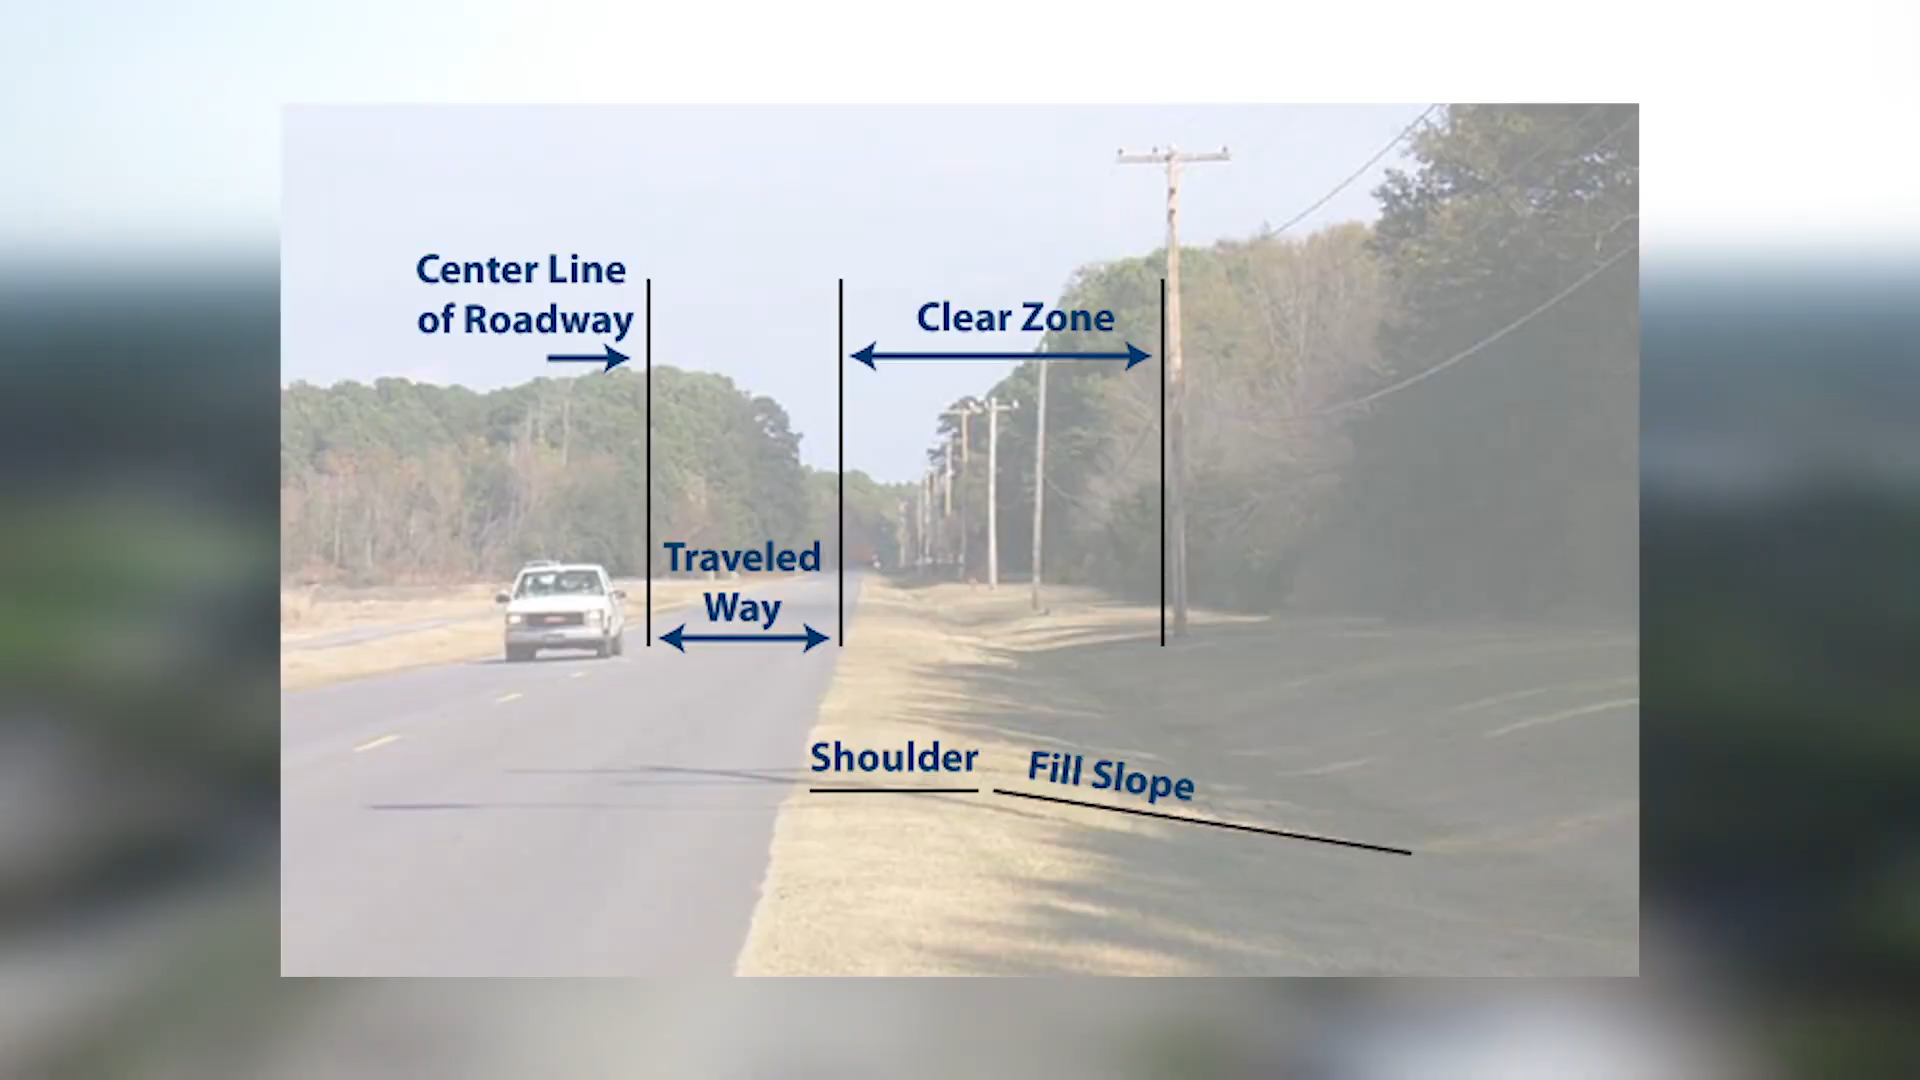 Center Line
of Roadway
Clear Zone
Traveled
Way
Shoulder
Fill Slope